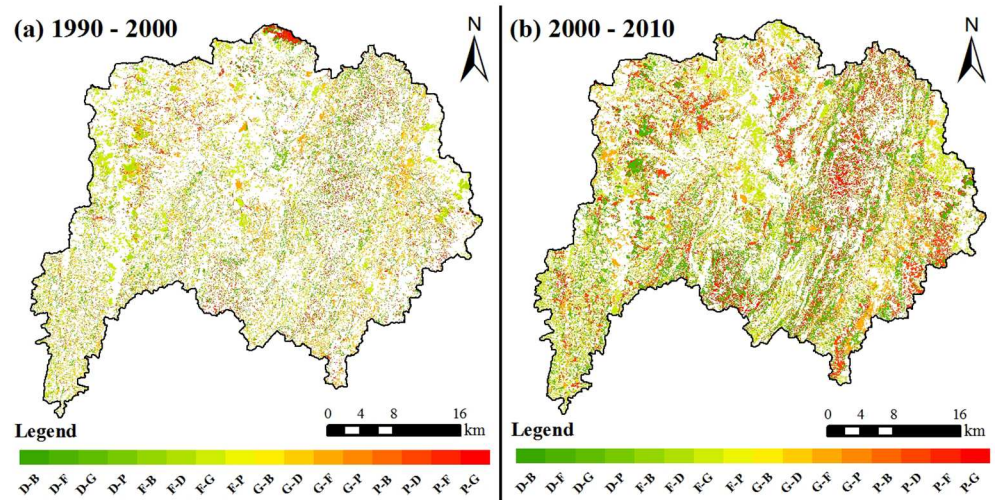 (a) 1990 - 2000
N
0 4 8 16
km
Legend
D-B D-F D-G D-P F-B F-D F-G F-P G-B G-D G-F G-P P-B P-D P-F P-G
(b) 2000 - 2010
N
0 4 8 16
km
Legend
D-B D-F D-G D-P F-B F-D F-G F-P G-B G-D G-F G-P P-B P-D P-F P-G